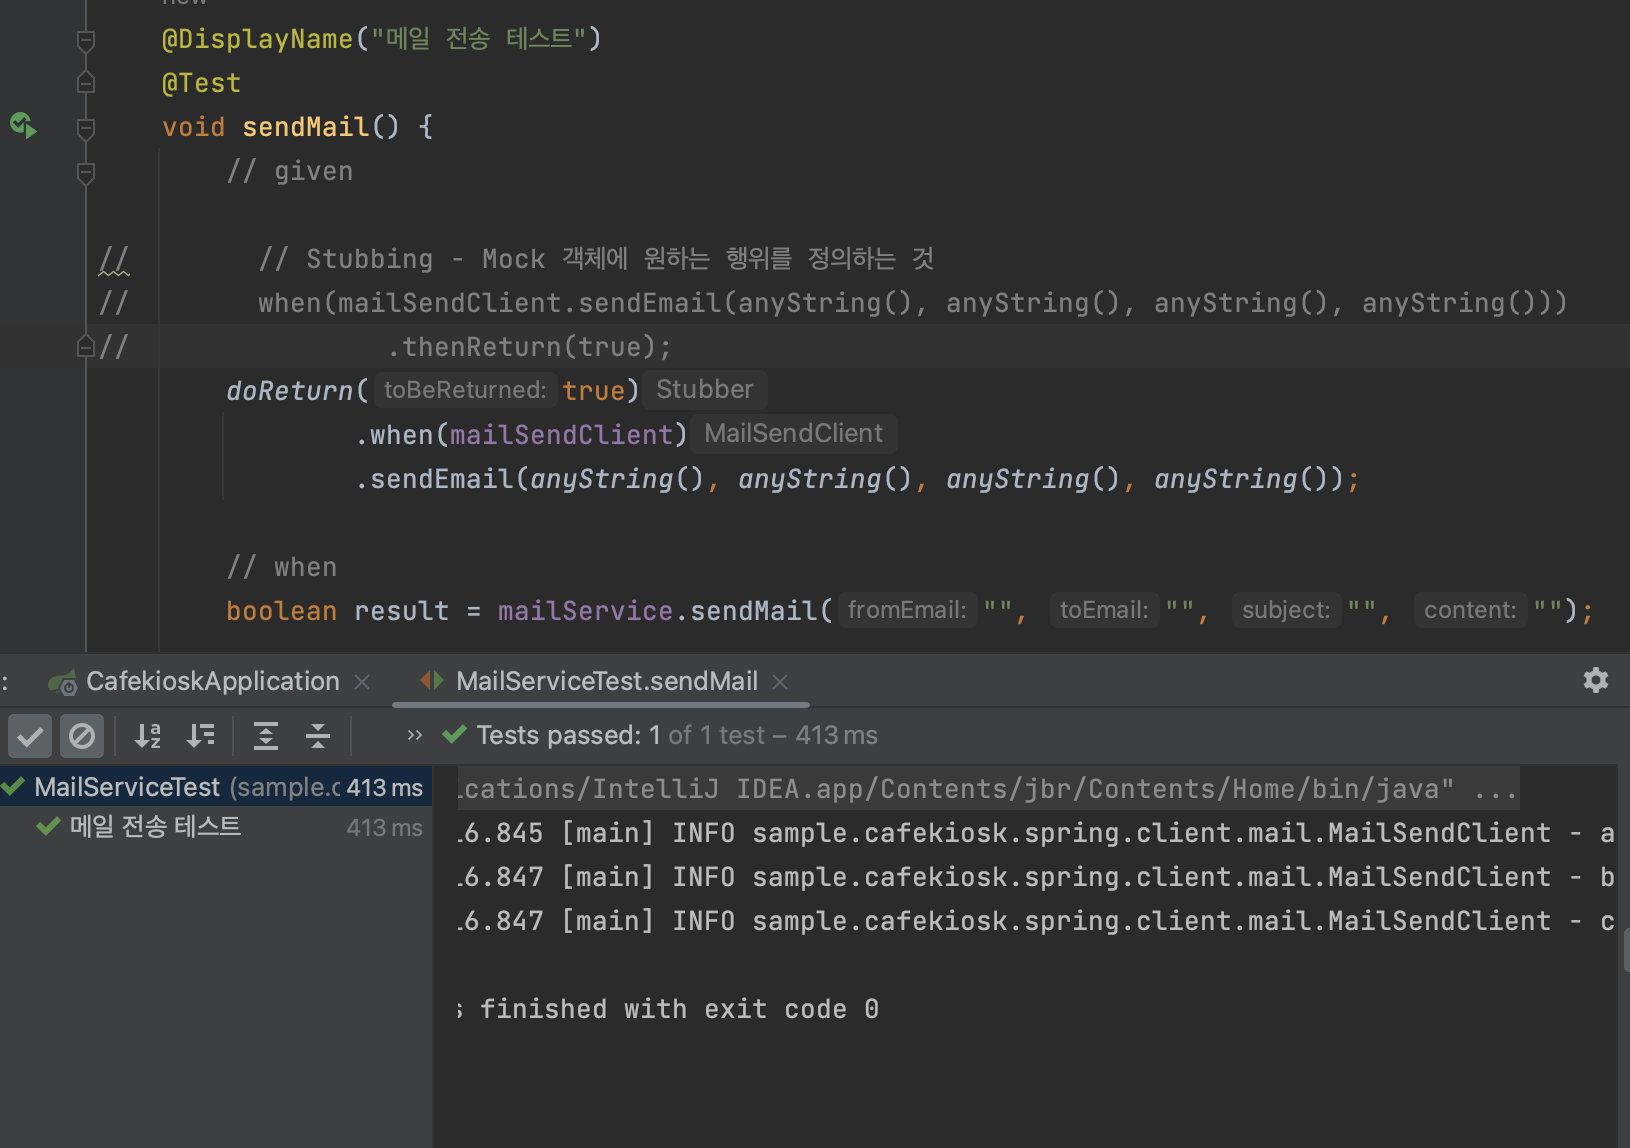 new
@DisplayName("메일 전송 테스트")
@Test
void sendMail() {
// given
// // Stubbing - Mock 객체에 원하는 행위를 정의하는 것
// when(mailSendClient.sendEmail(anyString(), anyString(), anyString(), anyString()))
// .thenReturn(true);
doReturn( toBeReturned: true) Stubber
.when(mailSendClient) MailSendClient
.sendEmail(anyString(), anyString(), anyString(), anyString());
// when
boolean result = mailService.sendMail( fromEmail: "", toEmail: "", subject: "", content: "");
: CafekioskApplication MailServiceTest.sendMail
Tests passed: 1 of 1 test – 413 ms
MailServiceTest (sample.c 413 ms
메일 전송 테스트 413 ms
cations/IntelliJ IDEA.app/Contents/jbr/Contents/Home/bin/java" ...
6.845 [main] INFO sample.cafekiosk.spring.client.mail.MailSendClient - a
6.847 [main] INFO sample.cafekiosk.spring.client.mail.MailSendClient - b
6.847 [main] INFO sample.cafekiosk.spring.client.mail.MailSendClient - c
s finished with exit code 0